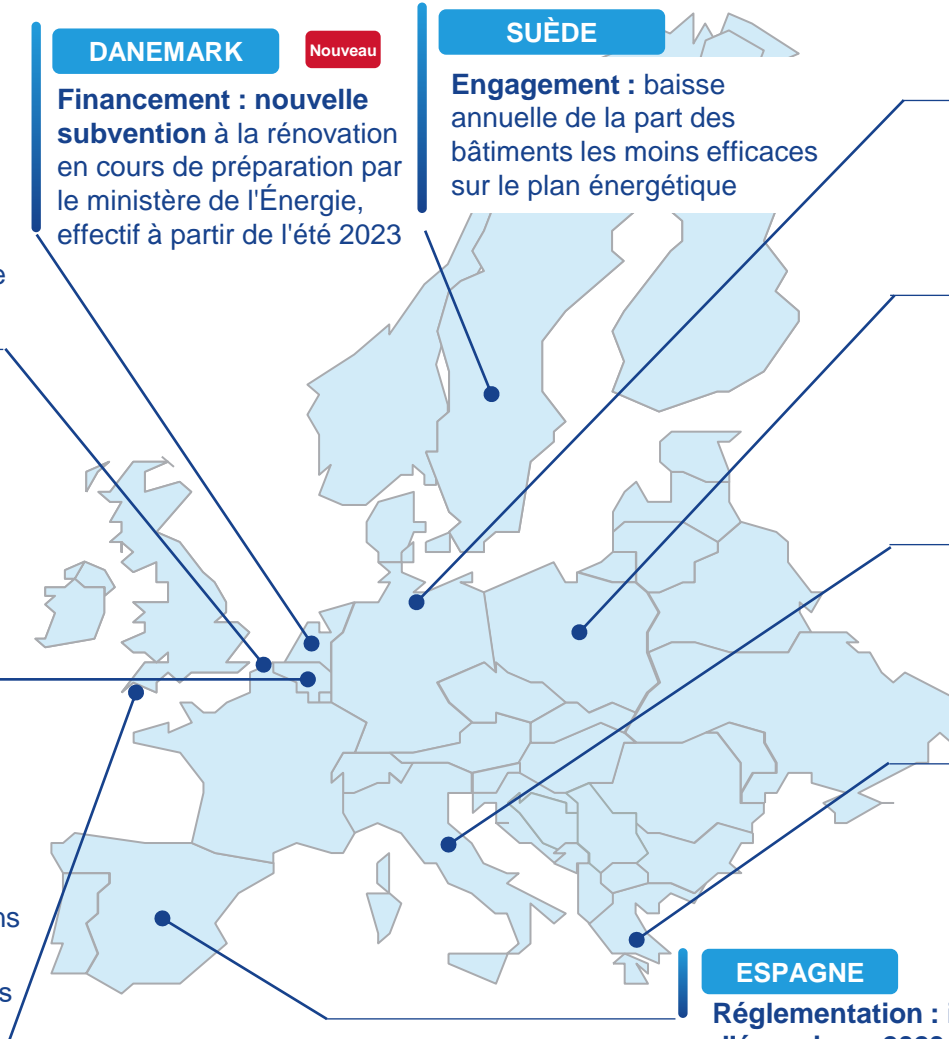 DANEMARK
Nouveau
Financement : nouvelle
subvention à la rénovation
en cours de préparation par
le ministère de l'Énergie,
effectif à partir de l'été 2023
SUÈDE
Engagement : baisse
annuelle de la part des
bâtiments les moins efficaces
sur le plan énergétique
ESPAGNE
Réglementation :